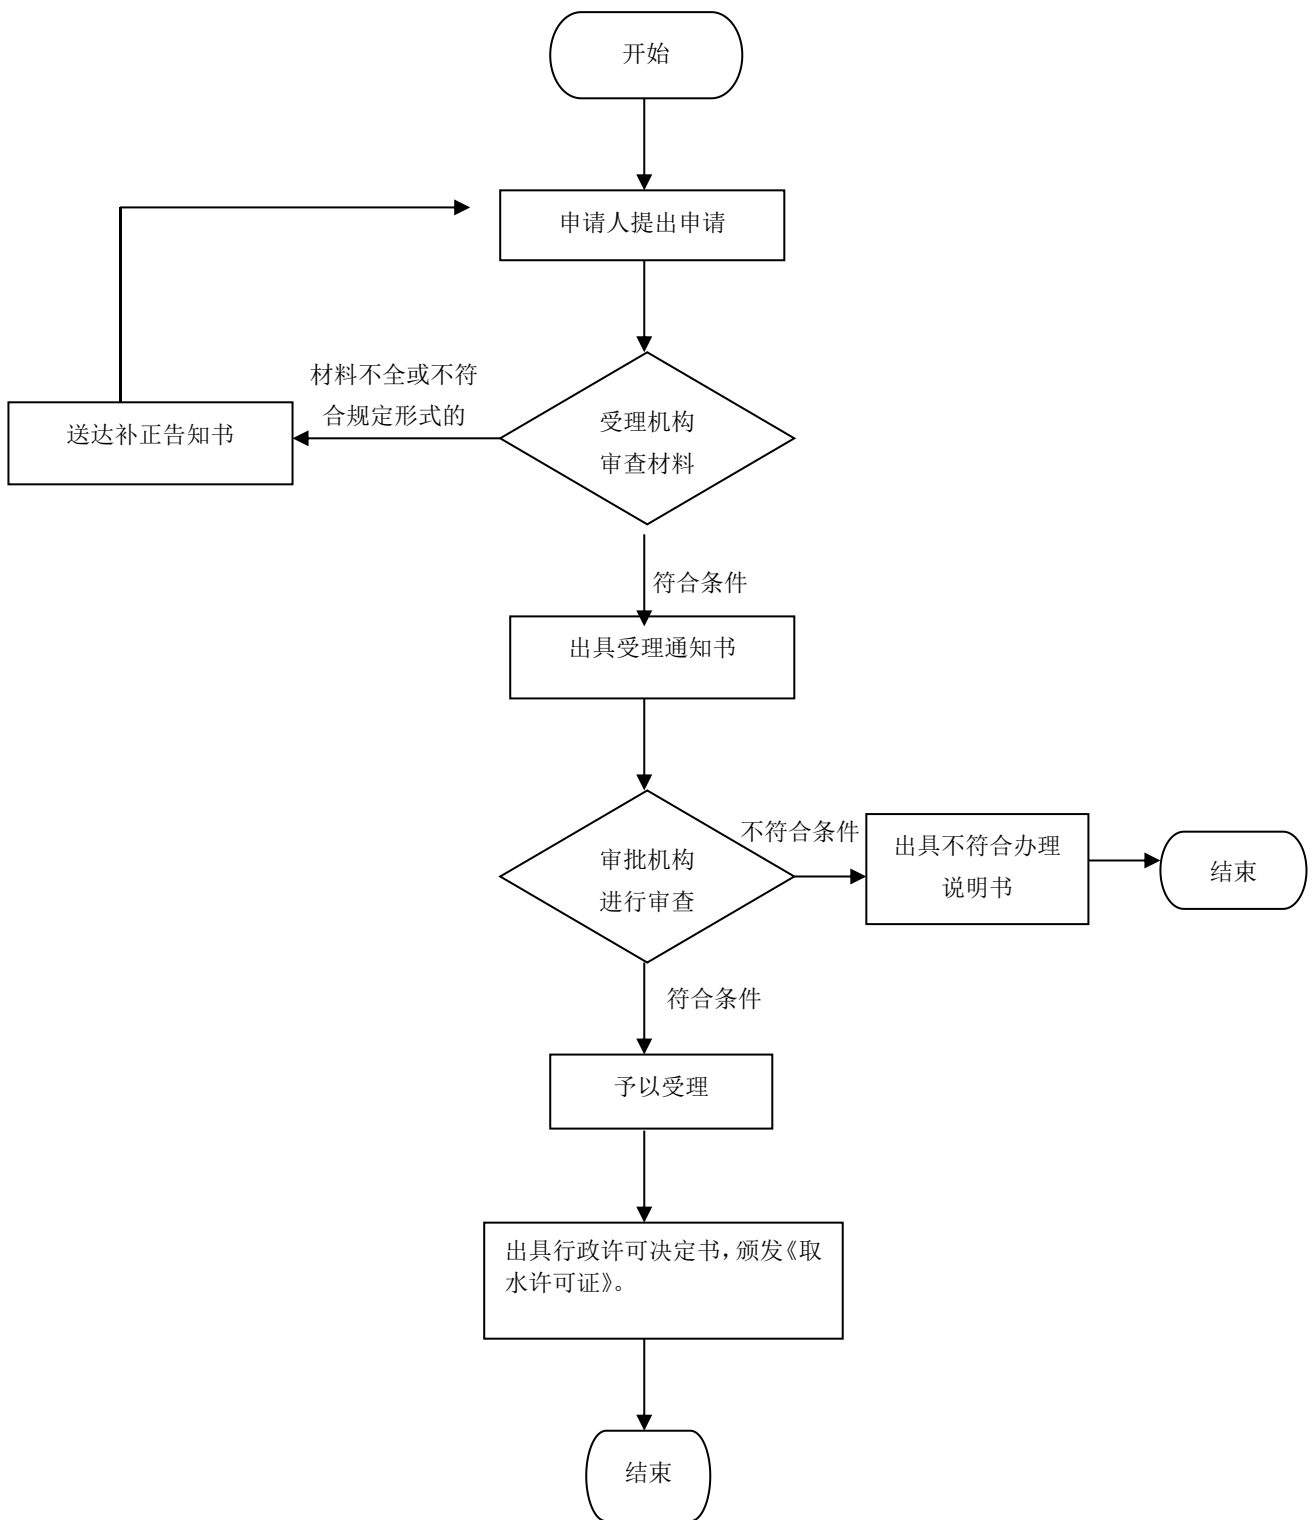 开始
申请人提出申请
材料不全或不符
合规定形式的
送达补正告知书
受理机构
审查材料
符合条件
出具受理通知书
不符合条件
审批机构
进行审查
出具不符合办理
说明书
结束
符合条件
予以受理
出具行政许可决定书，颁发《取
水许可证》。
结束